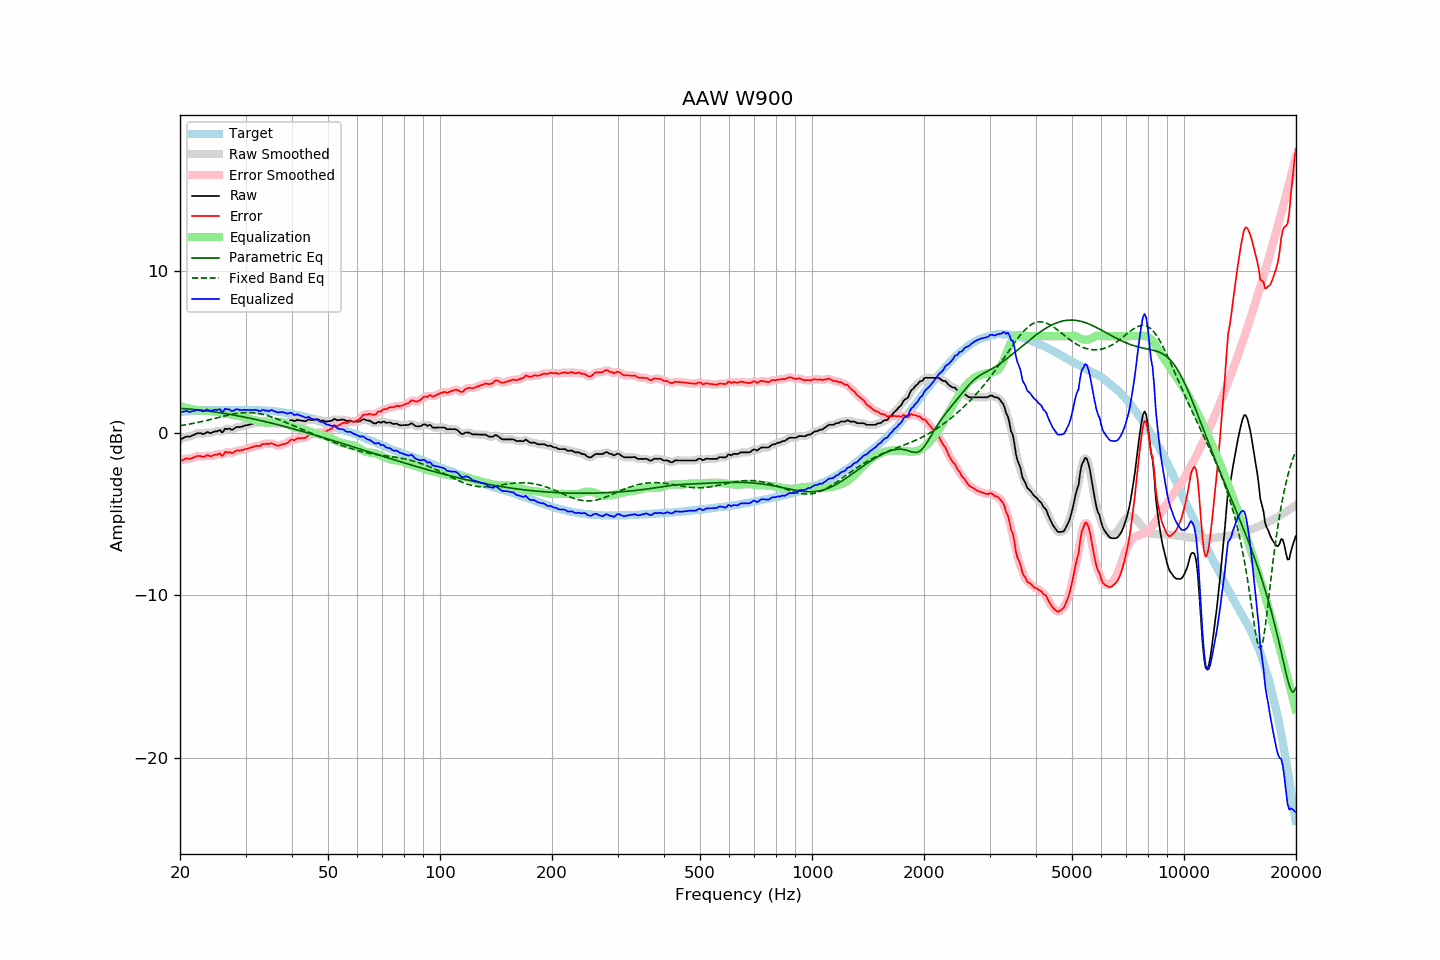 AAW W900
Target
Raw Smoothed
Error Smoothed
Raw
Error
Equalization
Parametric Eq
Fixed Band Eq
Equalized
Amplitude (dBr)
10
0
−10
−20
20 50 100 200 500 1000 2000 5000 10000 20000
Frequency (Hz)